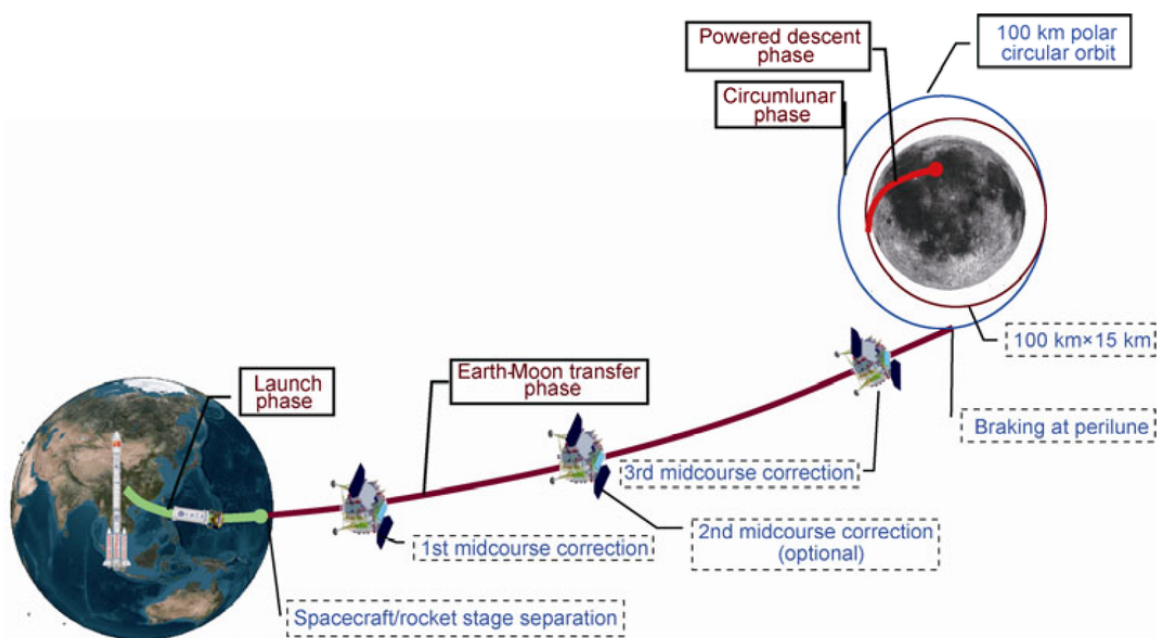 Powered descent
phase
100 km polar
circular orbit
Circumlunar
phase
Launch
phase
Earth-Moon transfer
phase
100 km×15 km
Braking at perilune
3rd midcourse correction
1st midcourse correction
2nd midcourse correction
(optional)
Spacecraft/rocket stage separation